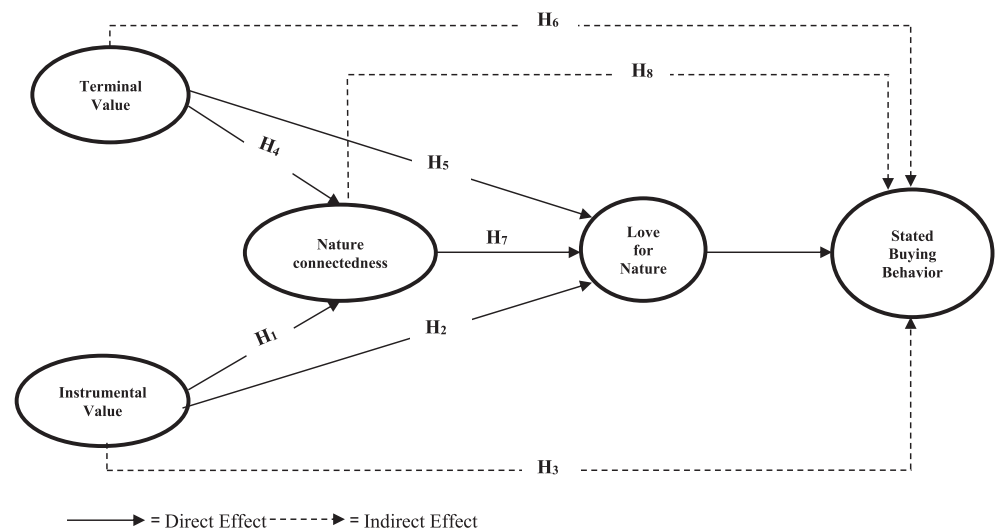 H6
Terminal
Value
H8
H4
H5
Nature
connectedness
H7
Love
for
Nature
Stated
Buying
Behavior
H1
H2
Instrumental
Value
H3
= Direct Effect
= Indirect Effect